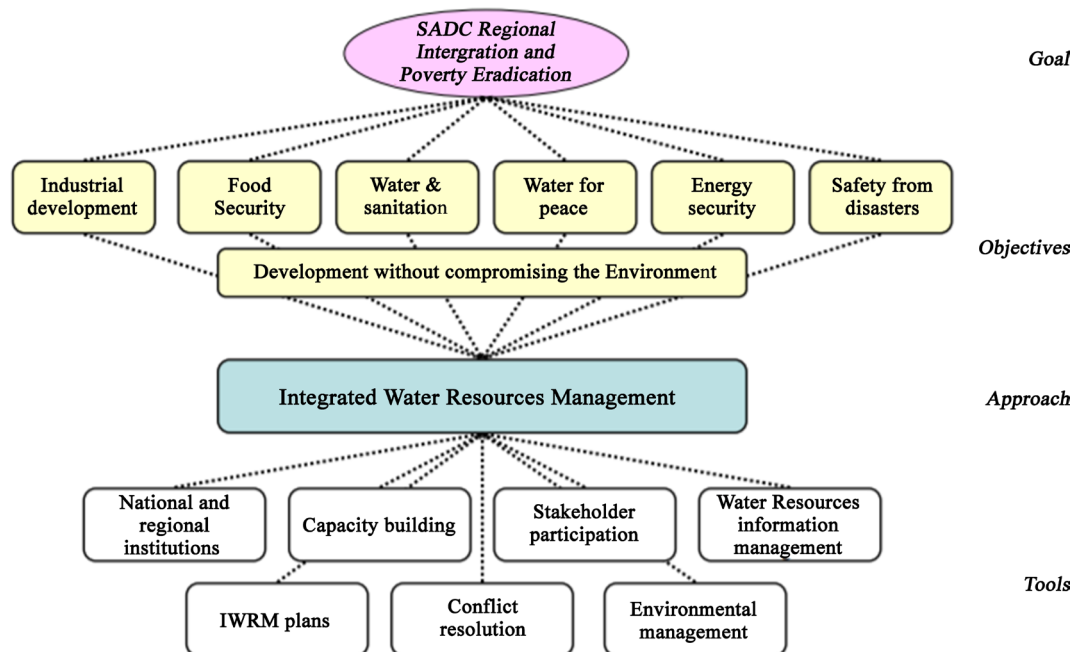 SADC Regional
Intergration and
Poverty Eradication
Goal
Industrial
development
Food
Security
Water &
sanitation
Water for
peace
Energy
security
Safety from
disasters
Objectives
Development without compromising the Environment
Integrated Water Resources Management
Approach
National and
regional
institutions
Capacity building
Stakeholder
participation
Water Resources
information
management
Tools
IWRM plans
Conflict
resolution
Environmental
management